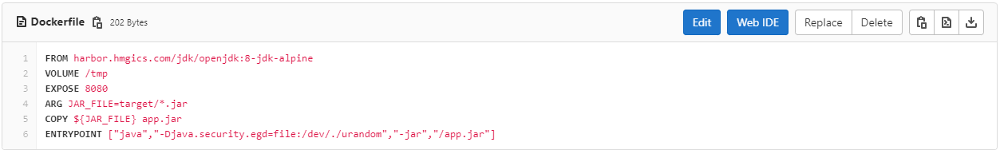 Dockerfile 202 Bytes Edit Web IDE Replace Delete
1 FROM harbor.hmgics.com/jdk/openjdk:8-jdk-alpine
2 VOLUME /tmp
3 EXPOSE 8080
4 ARG JAR_FILE=target/*.jar
5 COPY ${JAR_FILE} app.jar
6 ENTRYPOINT ["java","-Djava.security.egd=file:/dev/./urandom","-jar","/app.jar"]